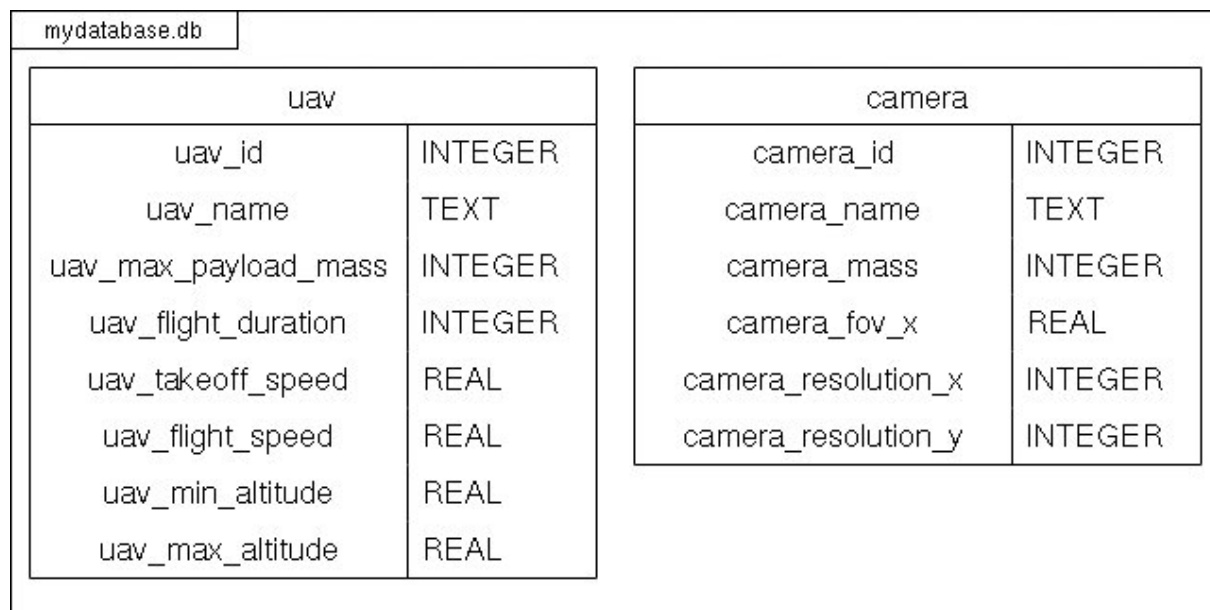 mydatabase.db
uav
uav_id INTEGER
uav_name TEXT
uav_max_payload_mass INTEGER
uav_flight_duration INTEGER
uav_takeoff_speed REAL
uav_flight_speed REAL
uav_min_altitude REAL
uav_max_altitude REAL
camera
camera_id INTEGER
camera_name TEXT
camera_mass INTEGER
camera_fov_x REAL
camera_resolution_x INTEGER
camera_resolution_y INTEGER